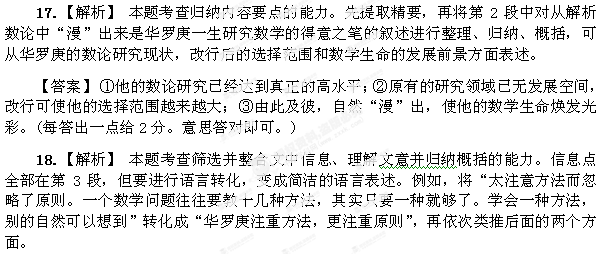 17.【解析】 本题考查归纳内容要点的能力。先提取精要，再将第 2 段中对从解析
数论中“漫”出来是华罗庚一生研究数学的得意之笔的叙述进行整理、归纳、概括，可
从华罗庚的数论研究现状，改行后的选择范围和数学生命的发展前景方面表述。
【答案】 ①他的数论研究已经达到真正的高水平；②原有的研究领域已无发展空间，
改行可使他的选择范围越来越大；③由此及彼，自然“漫”出，使他的数学生命焕发光
彩。(每答出一点给 2 分。意思答对即可。)
18.【解析】 本题考查筛选并整合文中信息、理解文意并归纳概括的能力。信息点
全部在第 3 段，但要进行语言转化，变成简洁的语言表述。例如，将“太注意方法而忽
略了原则。一个数学问题往往要教十几种方法，其实只要一种就够了。学会一种方法，
别的自然可以想到”转化成“华罗庚注重方法，更注重原则”，再依次类推后面的两个方
面。